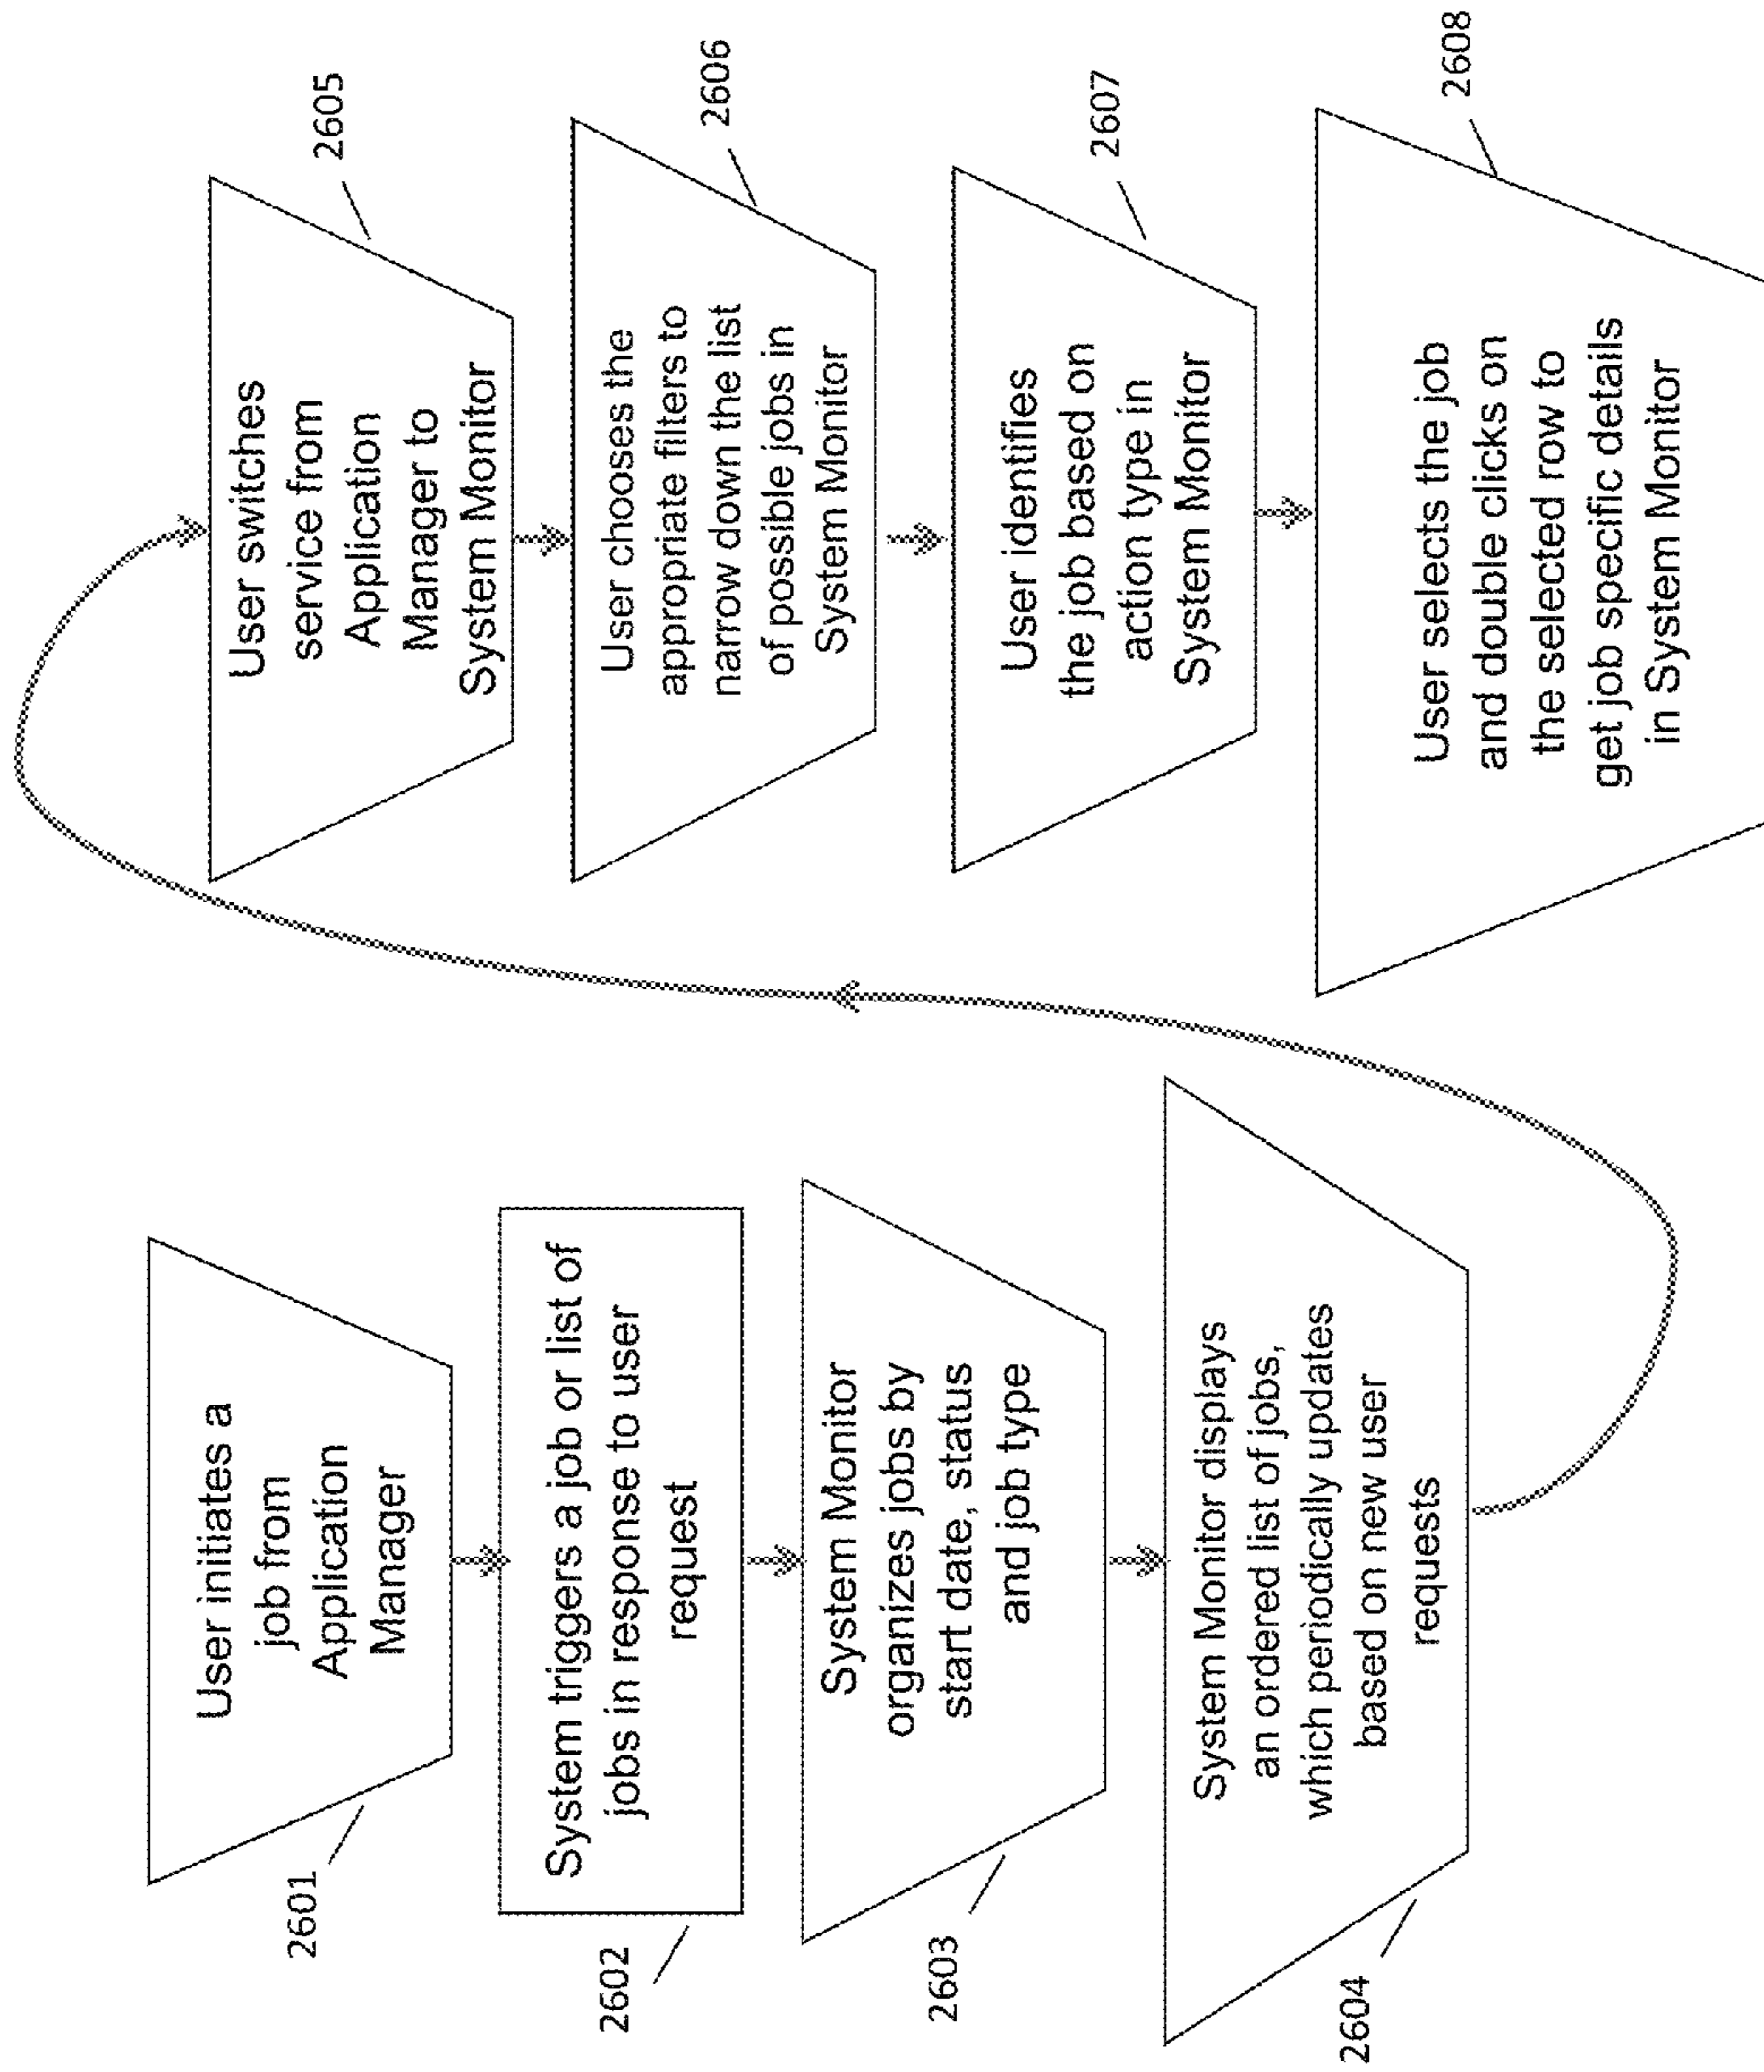 User initiates a
job from
Application
Manager
2601
System triggers a job or list of
jobs in response to user
request
2602
System Monitor
organizes jobs by
start date, status
and job type
2603
System Monitor displays
an ordered list of jobs,
which periodically updates
based on new user
requests
2604
User switches
service from
Application
Manager to
System Monitor
2605
User chooses the
appropriate filters to
narrow down the list
of possible jobs in
System Monitor
2606
User identifies
the job based on
action type in
System Monitor
2607
User selects the job
and double clicks on
the selected row to
get job specific details
in System Monitor
2608